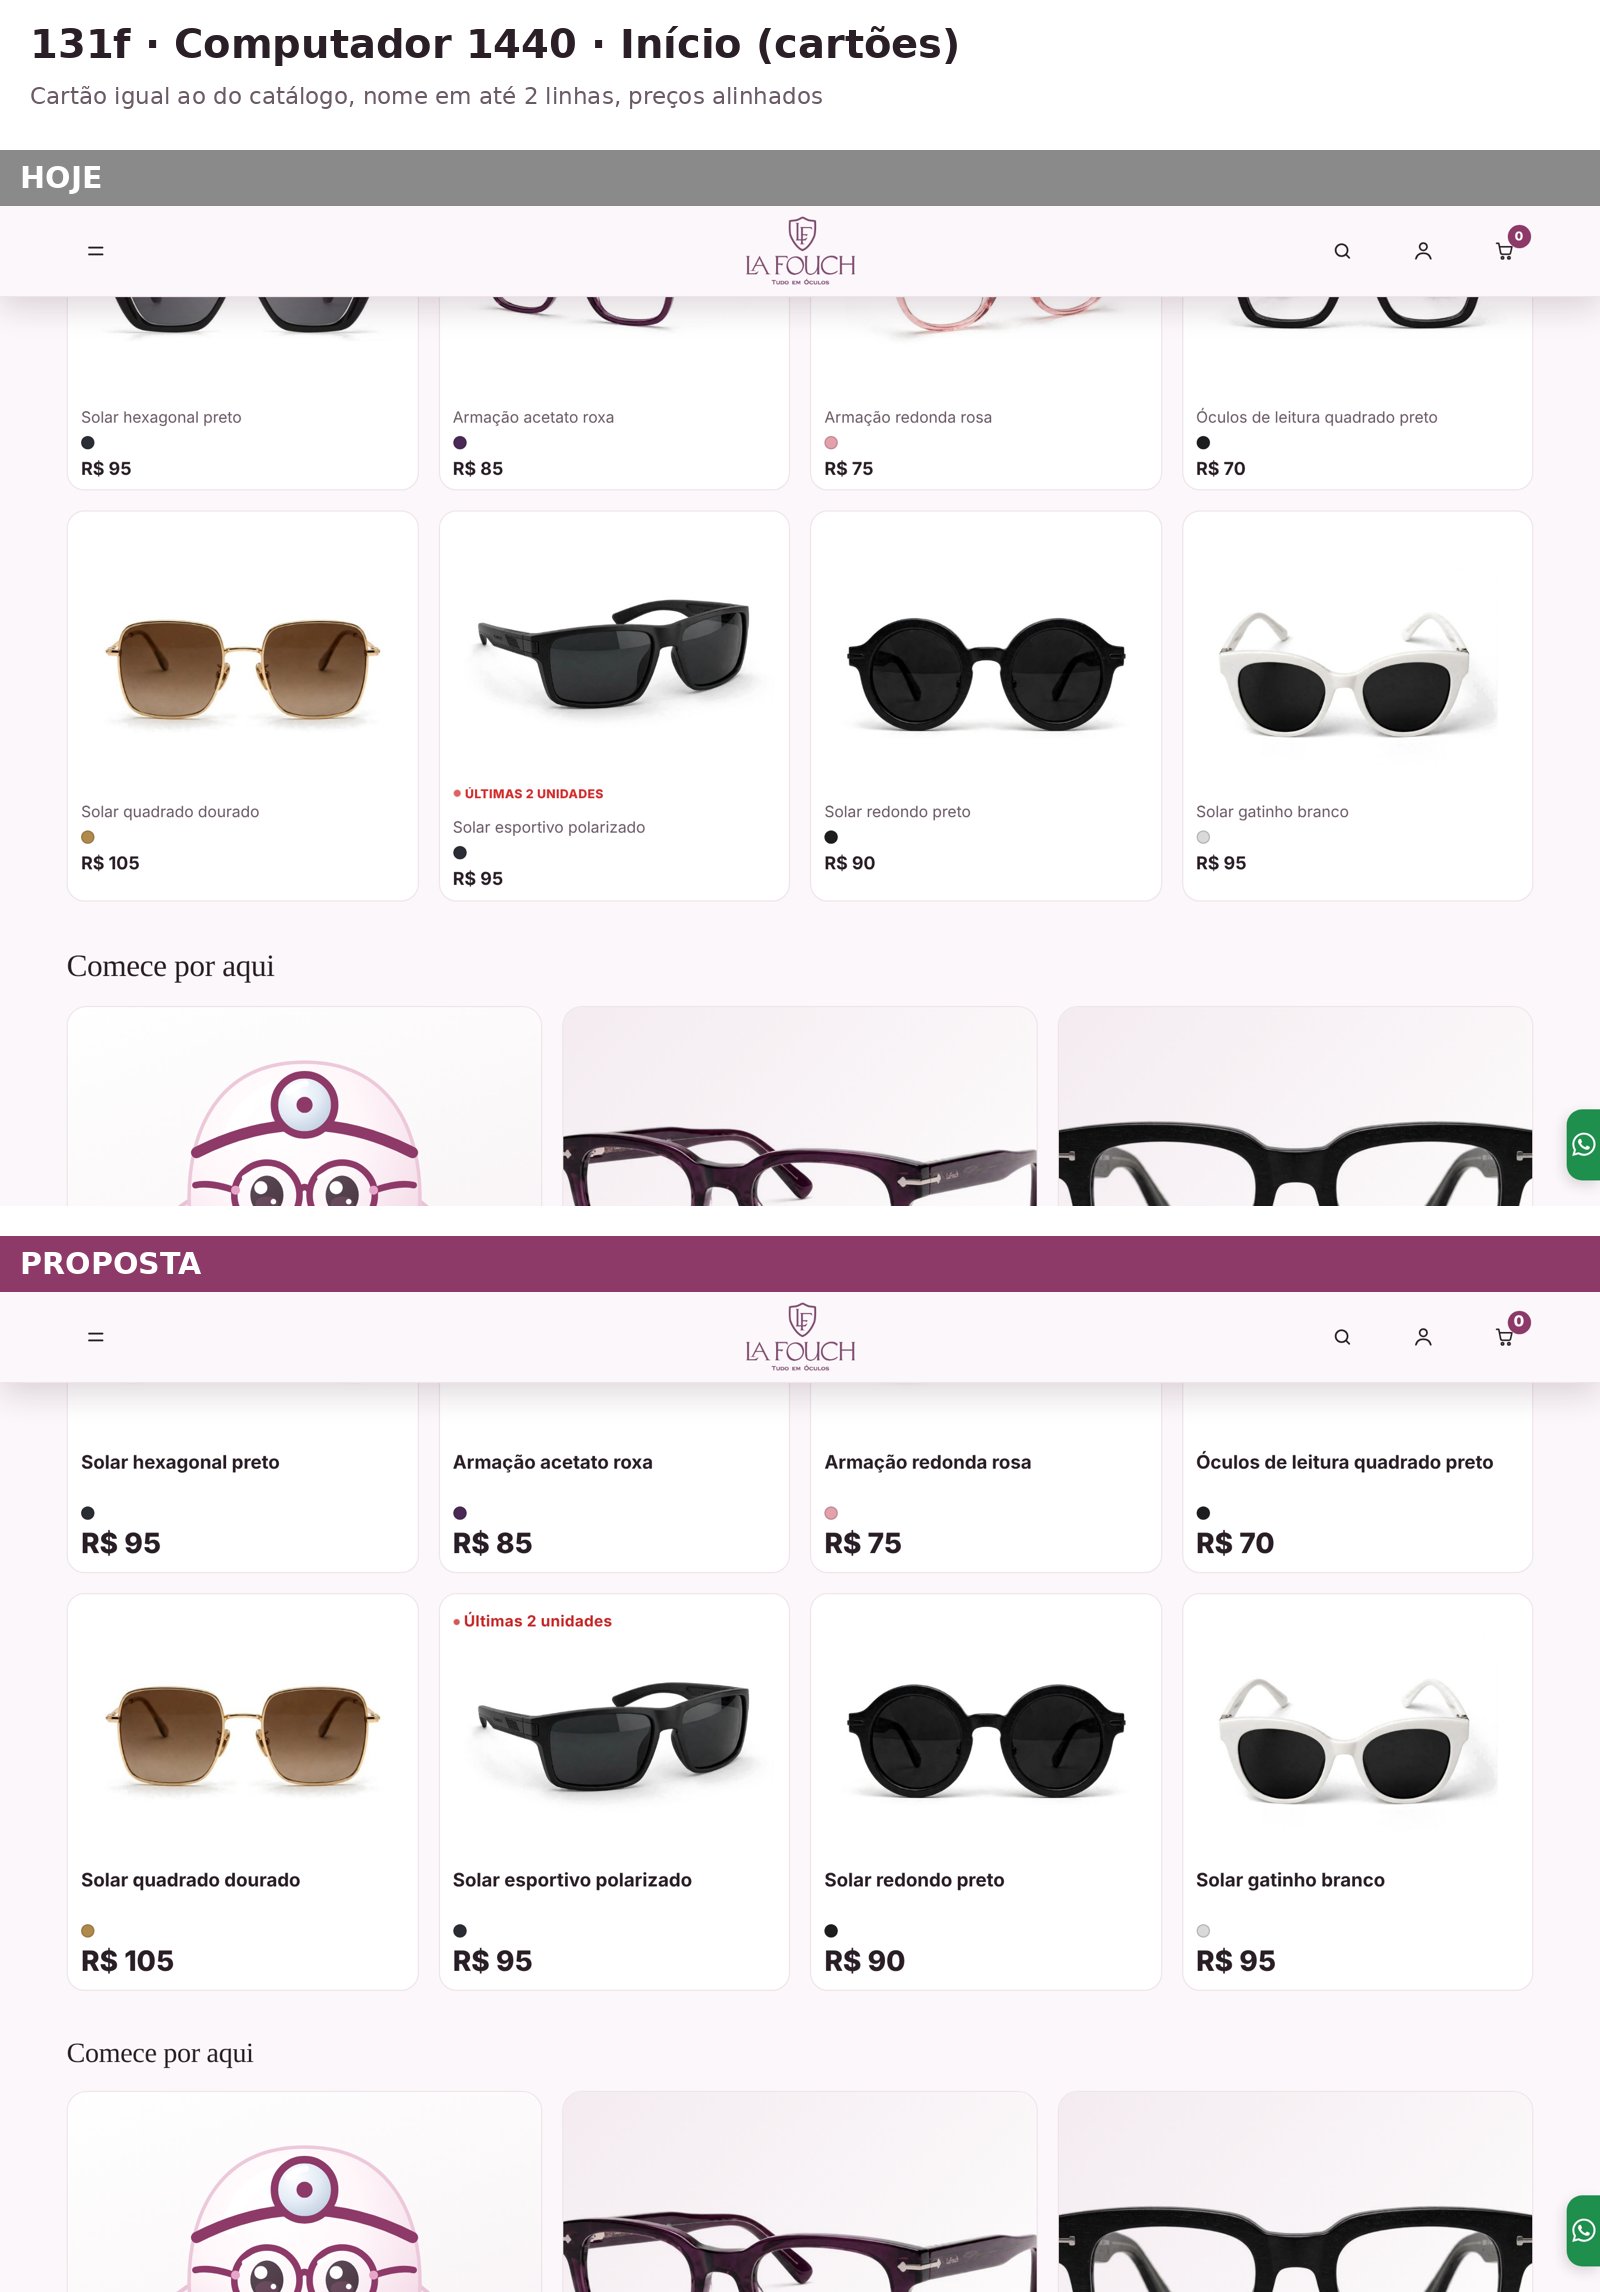 131f · Computador 1440 · Início (cartões)
Cartão igual ao do catálogo, nome em até 2 linhas, preços alinhados
HOJE
LF
LA FOUCH
TUDO EM ÓCULOS
0
Solar hexagonal preto
R$ 95
Armação acetato roxa
R$ 85
Armação redonda rosa
R$ 75
Óculos de leitura quadrado preto
R$ 70
Solar quadrado dourado
R$ 105
ÚLTIMAS 2 UNIDADES
Solar esportivo polarizado
R$ 95
Solar redondo preto
R$ 90
Solar gatinho branco
R$ 95
Comece por aqui
LaFouch
PROPOSTA
LF
LA FOUCH
TUDO EM ÓCULOS
0
Solar hexagonal preto
R$ 95
Armação acetato roxa
R$ 85
Armação redonda rosa
R$ 75
Óculos de leitura quadrado preto
R$ 70
Solar quadrado dourado
R$ 105
Últimas 2 unidades
Solar esportivo polarizado
R$ 95
Solar redondo preto
R$ 90
Solar gatinho branco
R$ 95
Comece por aqui
LaFouch